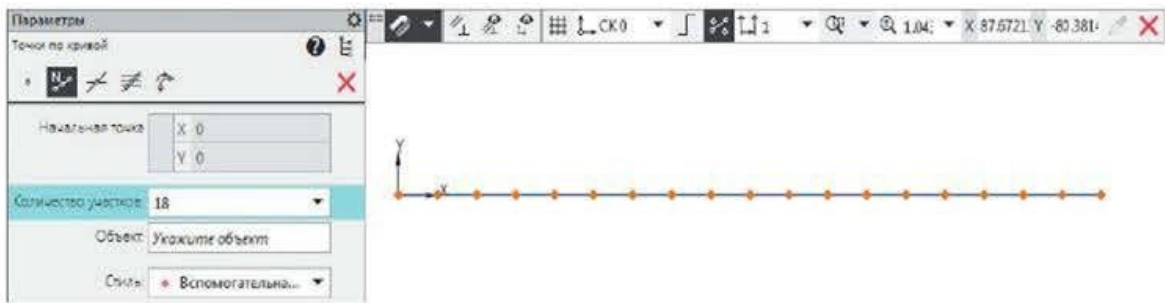 Параметры
Точки по кривой
Начальная точка
X 0
Y 0
Количество участков 18
Объект: Укажите объект
Стиль: Вспомогательна...
СК 0
1
1.04:
X 87.6721
Y -80.381
Y
X